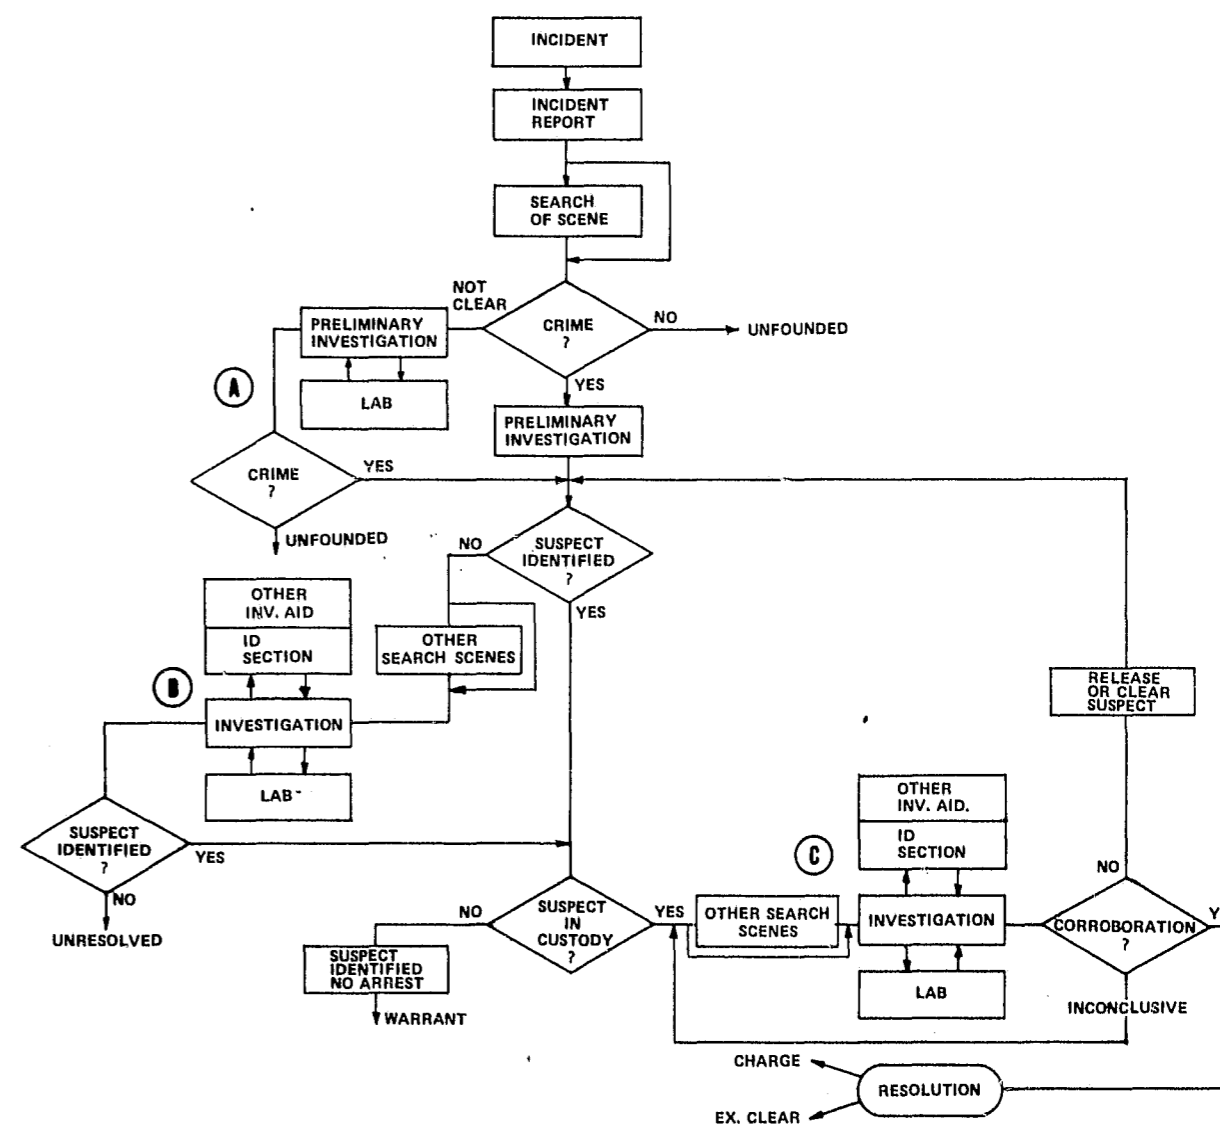 INCIDENT
INCIDENT
REPORT
SEARCH
OF SCENE
NOT
CLEAR
PRELIMINARY
INVESTIGATION
CRIME
?
NO
UNFOUNDED
A
LAB
YES
PRELIMINARY
INVESTIGATION
CRIME
?
YES
UNFOUNDED
NO
SUSPECT
IDENTIFIED
?
YES
OTHER
INV. AID
ID
SECTION
OTHER
SEARCH SCENES
B
INVESTIGATION
LAB
RELEASE
OR CLEAR
SUSPECT
SUSPECT
IDENTIFIED
?
YES
NO
UNRESOLVED
OTHER
INV. AID.
ID
SECTION
C
NO
SUSPECT
IN
CUSTODY
?
NO
YES
OTHER SEARCH
SCENES
INVESTIGATION
CORROBORATION
?
Y
SUSPECT
IDENTIFIED
NO ARREST
WARRANT
LAB
INCONCLUSIVE
CHARGE
RESOLUTION
EX. CLEAR